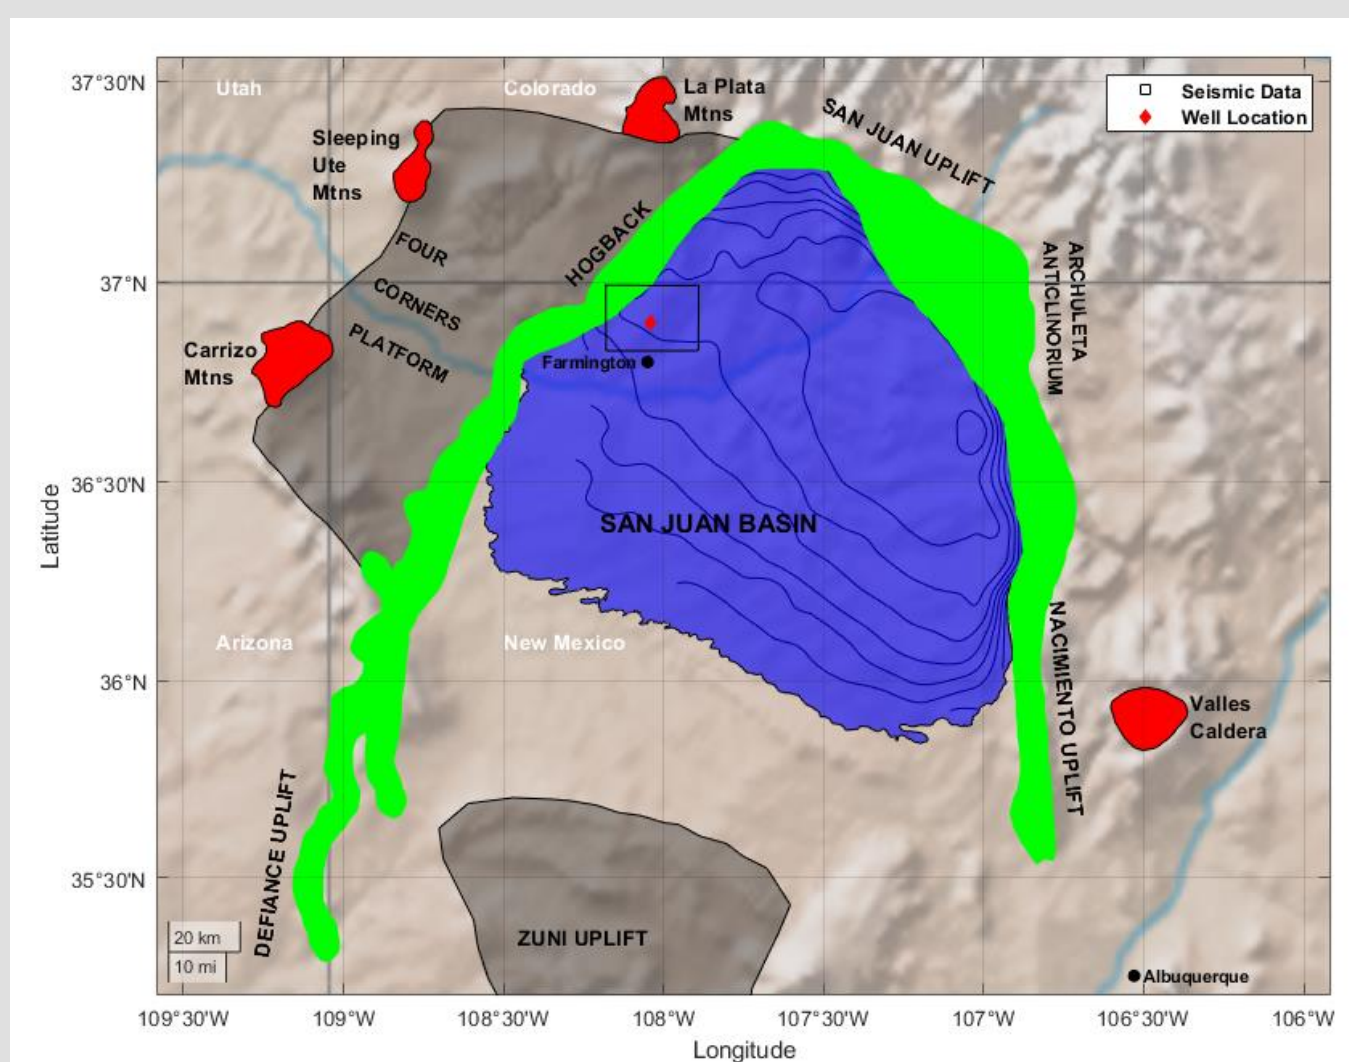 37°30'N
Utah
Colorado
La Plata
Mtns
Seismic Data
Well Location
SAN JUAN UPLIFT
Sleeping
Ute
Mtns
FOUR
CORNERS
PLATFORM
HOGBACK
ARCHULETA
ANTICLINORIUM
37°N
Carrizo
Mtns
Farmington
36°30'N
Latitude
SAN JUAN BASIN
Arizona
New Mexico
NACIMIENTO UPLIFT
36°N
Valles
Caldera
DEFIANCE UPLIFT
35°30'N
ZUNI UPLIFT
20 km
10 mi
Albuquerque
109°30'W
109°W
108°30'W
108°W
107°30'W
107°W
106°30'W
106°W
Longitude